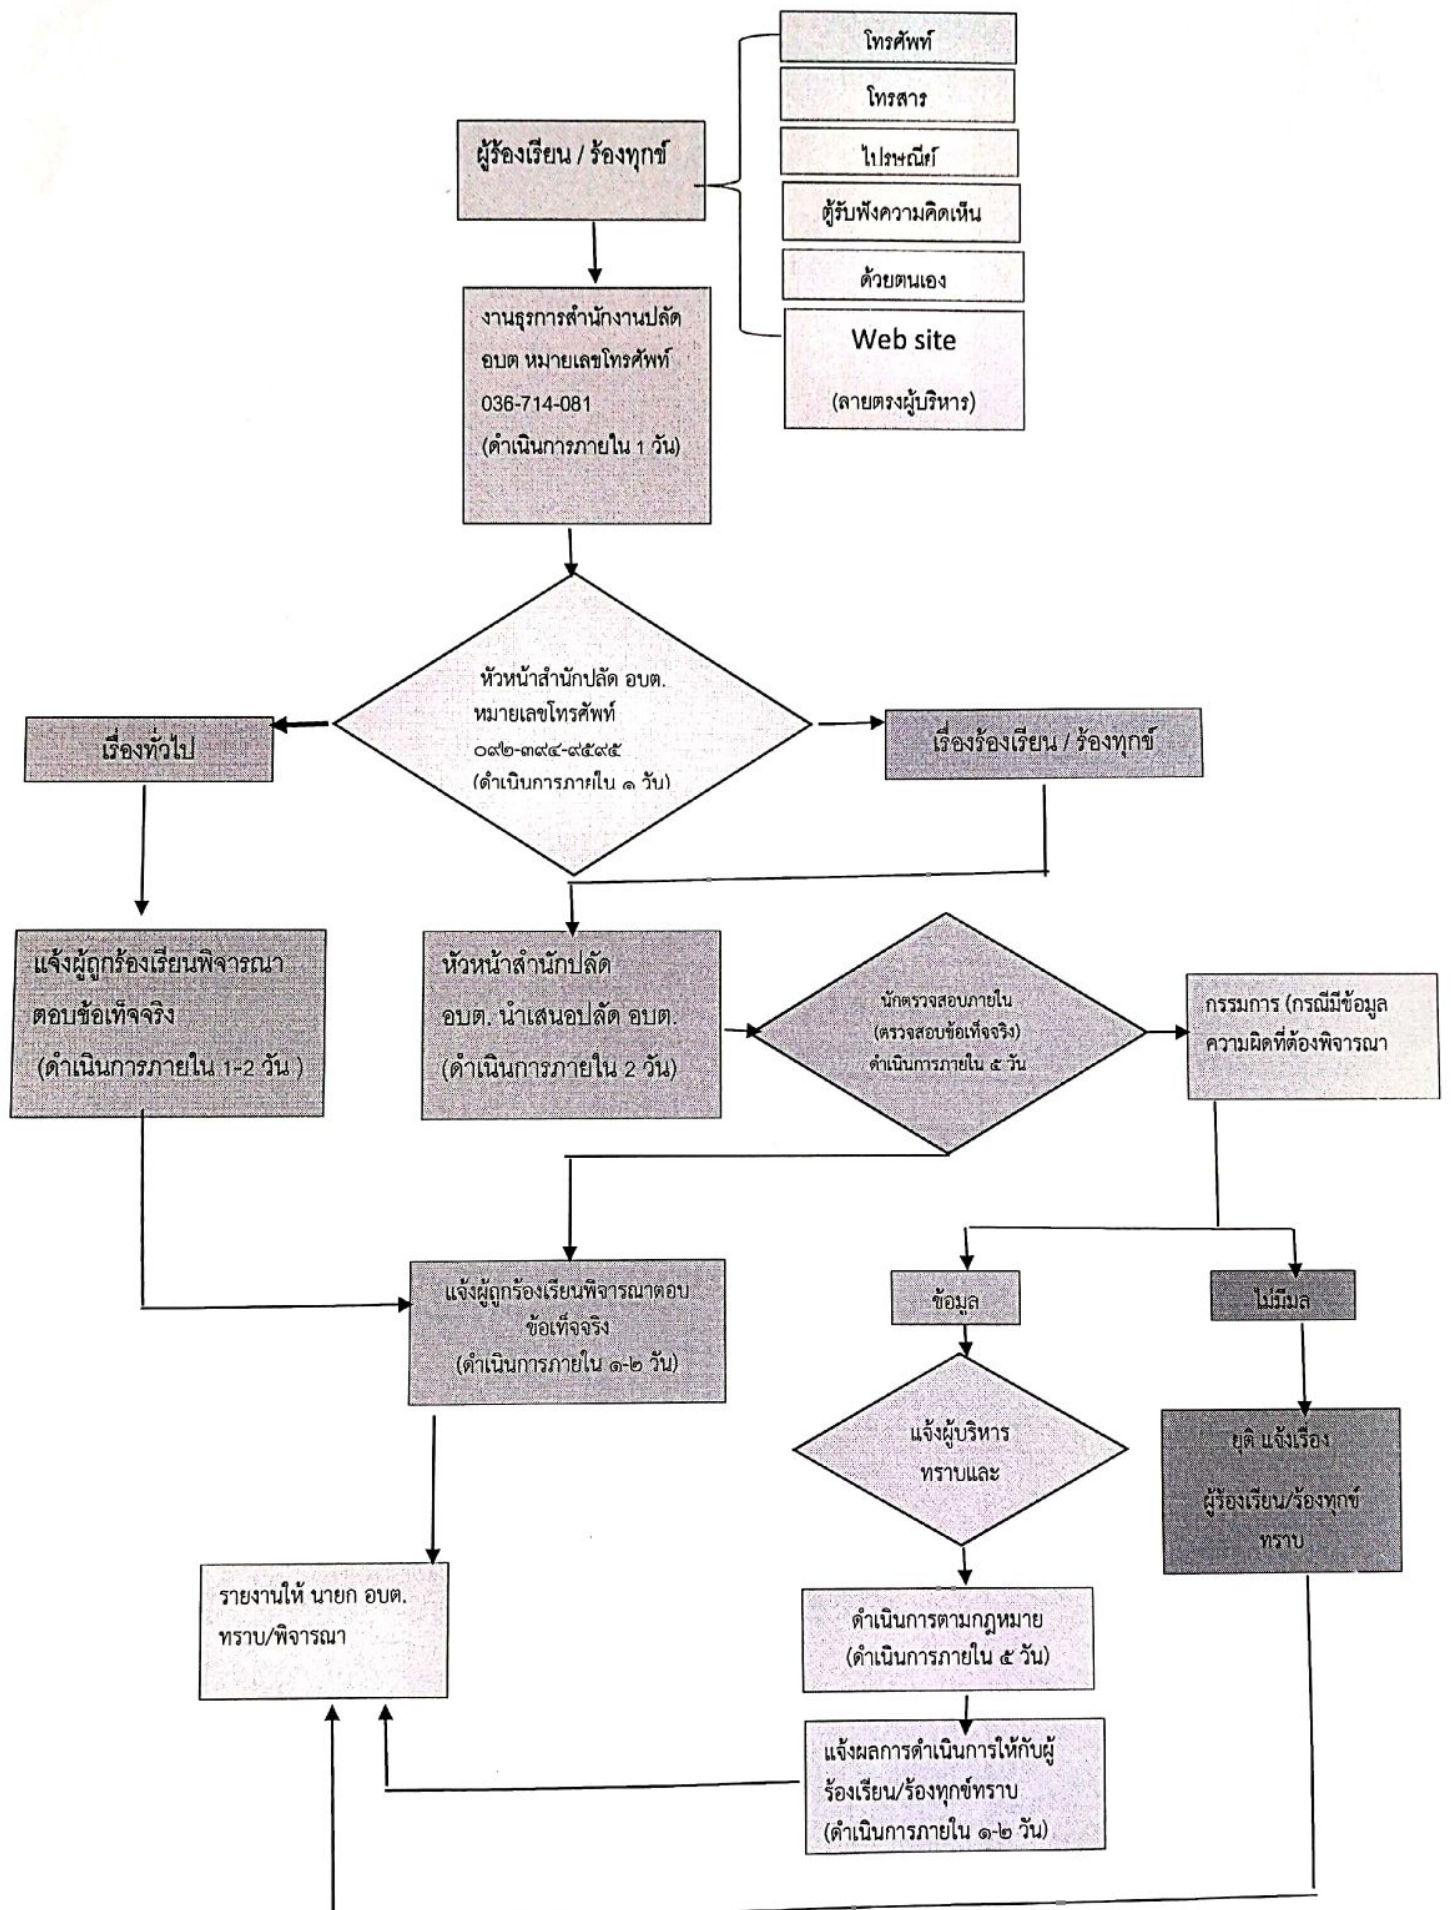 โทรศัพท์
โทรสาร
ไปรษณีย์
ตู้รับฟังความคิดเห็น
ด้วยตนเอง
Web site
(ลายตรงผู้บริหาร)
ผู้ร้องเรียน / ร้องทุกข์
งานธุรการสำนักงานปลัด
อบต หมายเลขโทรศัพท์
036-714-081
(ดำเนินการภายใน 1 วัน)
หัวหน้าสำนักปลัด อบต.
หมายเลขโทรศัพท์
๐๙๒-๓๙๔-๙๕๙๕
(ดำเนินการภายใน ๑ วัน)
เรื่องทั่วไป
เรื่องร้องเรียน / ร้องทุกข์
แจ้งผู้ถูกร้องเรียนพิจารณา
ตอบข้อเท็จจริง
(ดำเนินการภายใน 1-2 วัน )
หัวหน้าสำนักปลัด
อบต. นำเสนอปลัด อบต.
(ดำเนินการภายใน 2 วัน)
นักตรวจสอบภายใน
(ตรวจสอบข้อเท็จจริง)
ดำเนินการภายใน ๕ วัน
กรรมการ (กรณีมีข้อมูล
ความผิดที่ต้องพิจารณา
แจ้งผู้ถูกร้องเรียนพิจารณาตอบ
ข้อเท็จจริง
(ดำเนินการภายใน ๑-๒ วัน)
ข้อมูล
ไม่มีมูล
แจ้งผู้บริหาร
ทราบและ
ยุติ แจ้งเรื่อง
ผู้ร้องเรียน/ร้องทุกข์
ทราบ
รายงานให้ นายก อบต.
ทราบ/พิจารณา
ดำเนินการตามกฎหมาย
(ดำเนินการภายใน ๕ วัน)
แจ้งผลการดำเนินการให้กับผู้
ร้องเรียน/ร้องทุกข์ทราบ
(ดำเนินการภายใน ๑-๒ วัน)